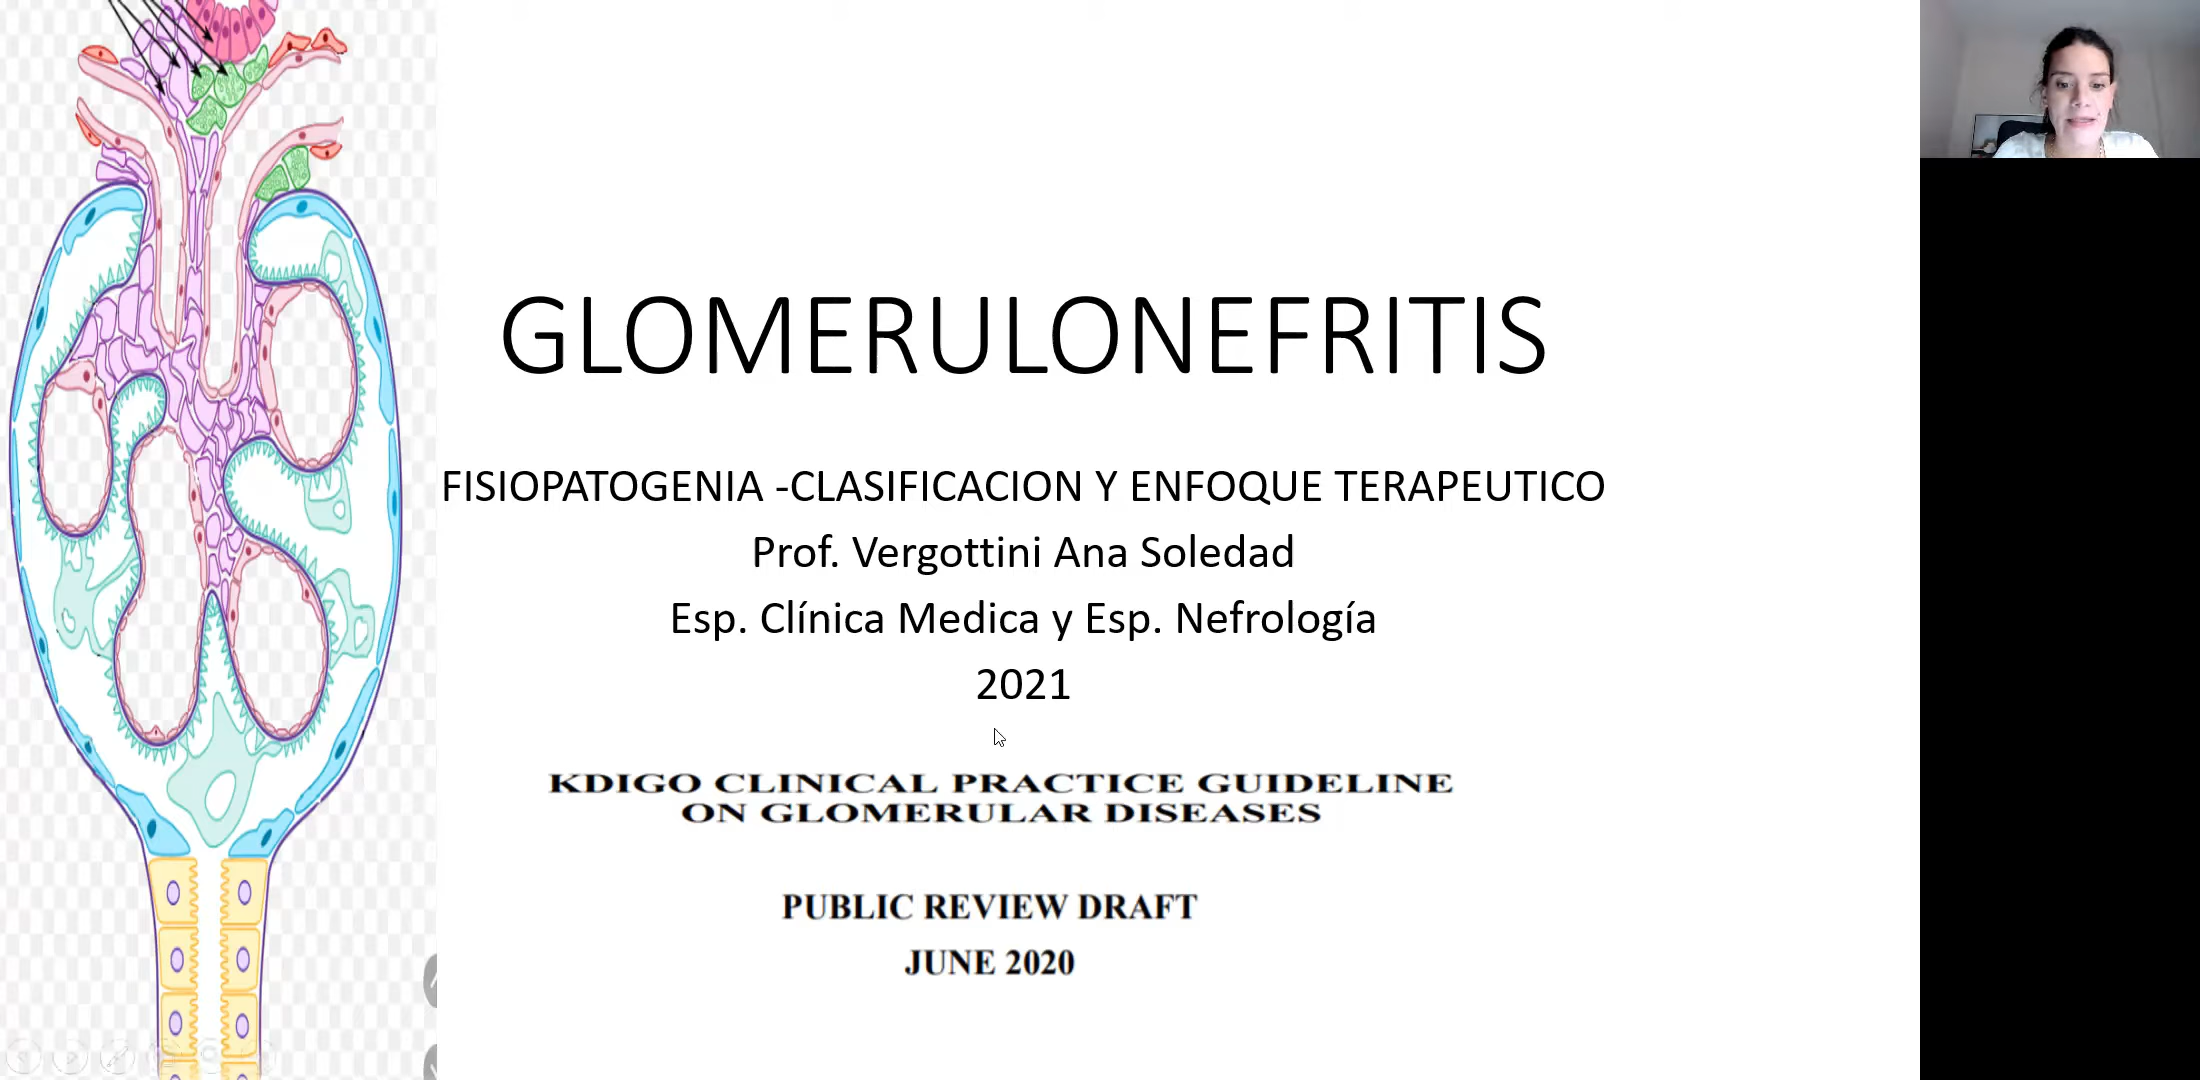 GLOMERULONEFRITIS
FISIOPATOGENIA -CLASIFICACION Y ENFOQUE TERAPEUTICO
Prof. Vergottini Ana Soledad
Esp. Clínica Medica y Esp. Nefrología
2021
KDIGO CLINICAL PRACTICE GUIDELINE
ON GLOMERULAR DISEASES
PUBLIC REVIEW DRAFT
JUNE 2020